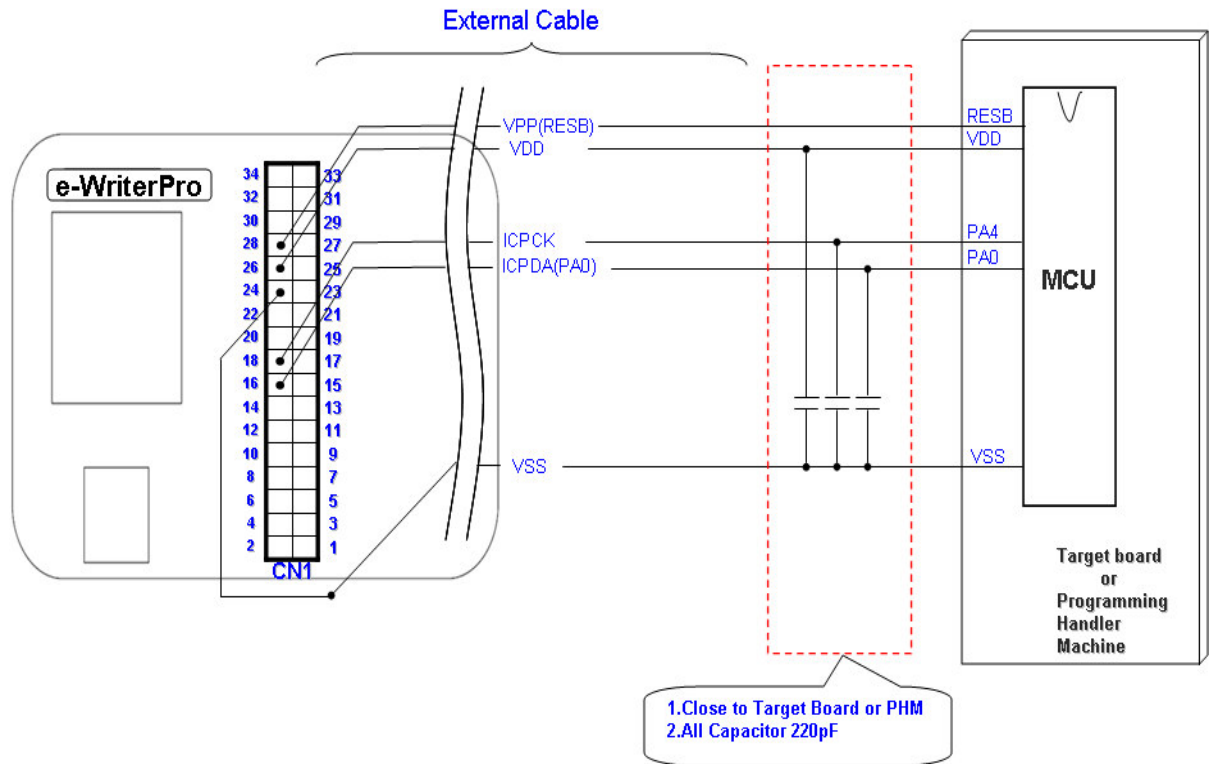 External Cable
e-WriterPro
34 33
32 31
30 29
28 27
26 25
24 23
22 21
20 19
18 17
16 15
14 13
12 11
10 9
8 7
6 5
4 3
2 1
CN1
VPP(RESB)
VDD
ICPCK
ICPDA(PA0)
VSS
RESB
VDD
PA4
PA0
VSS
MCU
Target board
or
Programming
Handler
Machine
1.Close to Target Board or PHM
2.All Capacitor 220pF